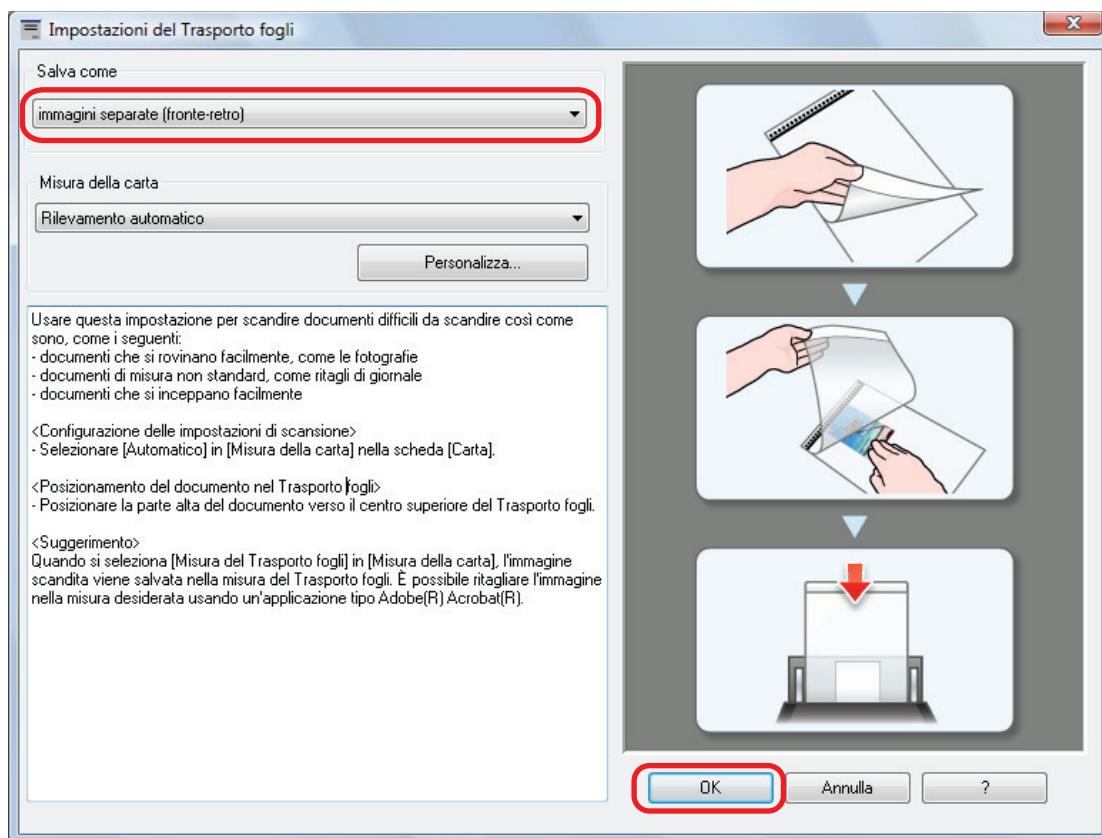 Impostazioni del Trasporto fogli
Salva come
immagini separate (fronte-retro)
Misura della carta
Rilevamento automatico
Personalizza...
Usare questa impostazione per scandire documenti difficili da scandire così come
sono, come i seguenti:
- documenti che si rovinano facilmente, come le fotografie
- documenti di misura non standard, come ritagli di giornale
- documenti che si inceppano facilmente
<Configurazione delle impostazioni di scansione>
- Selezionare [Automatico] in [Misura della carta] nella scheda [Carta].
<Posizionamento del documento nel Trasporto fogli>
- Posizionare la parte alta del documento verso il centro superiore del Trasporto fogli.
<Suggerimento>
Quando si seleziona [Misura del Trasporto fogli] in [Misura della carta], l'immagine
scandita viene salvata nella misura del Trasporto fogli. È possibile ritagliare l'immagine
nella misura desiderata usando un'applicazione tipo Adobe(R) Acrobat(R).
OK
Annulla
?